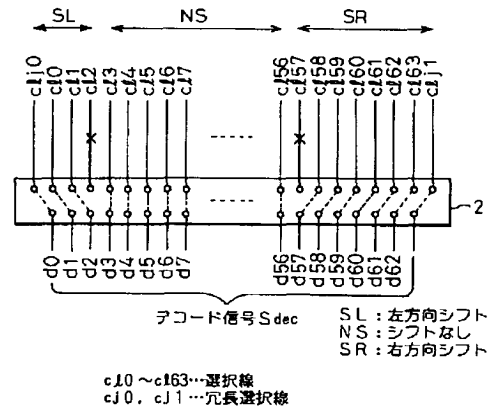 SL NS SR
cℓj0 cℓ0 cℓ1 cℓ2 cℓ3 cℓ4 cℓ5 cℓ6 cℓ7 cℓ56 cℓ57 cℓ58 cℓ59 cℓ60 cℓ61 cℓ62 cℓ63 cℓj1
2
d0 d1 d2 d3 d4 d5 d6 d7 d56 d57 d58 d59 d60 d61 d62
デコード信号Sdec
SL:左方向シフト
NS:シフトなし
SR:右方向シフト
cℓ0~cℓ63…選択線
cj0, cJ1…冗長選択線